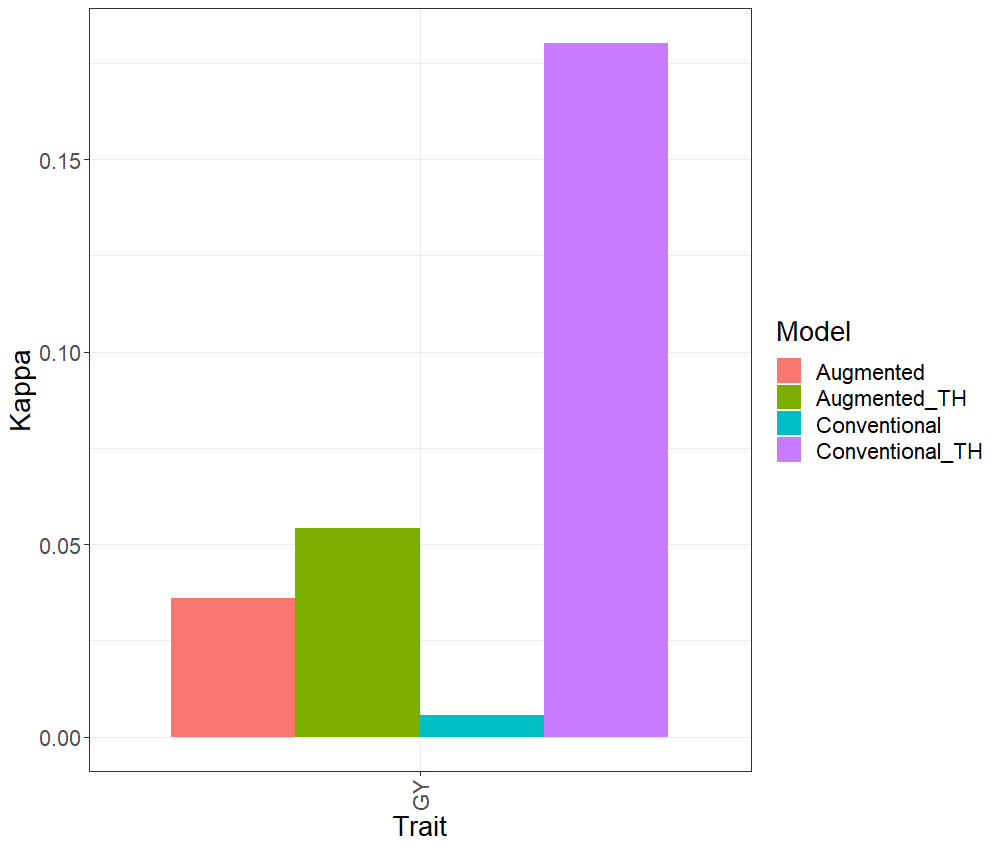 Kappa
0.15
0.10
0.05
0.00
GY
Trait
Model
Augmented
Augmented_TH
Conventional
Conventional_TH